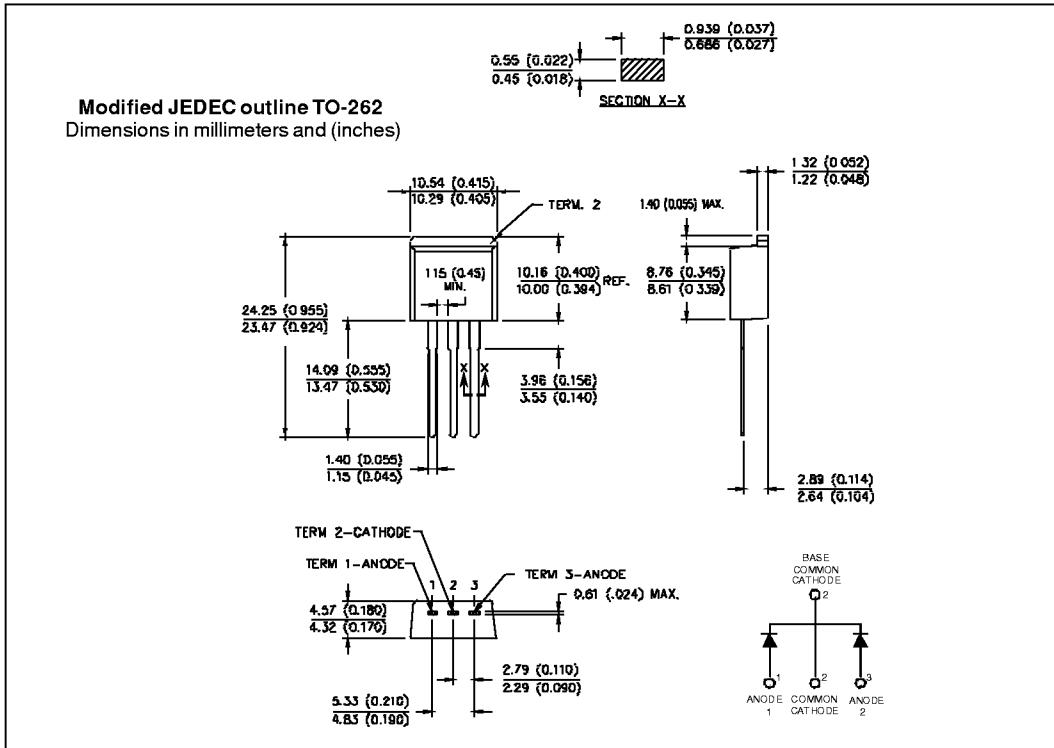 0.939 (0.037)
0.686 (0.027)
0.55 (0.022)
0.45 (0.018)
SECTION X-X
Modified JEDEC outline TO-262
Dimensions in millimeters and (inches)
10.54 (0.415)
10.29 (0.405)
TERM. 2
1.32 (0.052)
1.22 (0.048)
1.40 (0.055) MAX.
115 (0.45)
MIN.
10.16 (0.400)
10.00 (0.394)
REF.
8.76 (0.345)
8.61 (0.339)
24.25 (0.955)
23.47 (0.924)
14.09 (0.555)
13.47 (0.530)
X X
3.96 (0.156)
3.55 (0.140)
1.40 (0.055)
1.15 (0.045)
2.89 (0.114)
2.64 (0.104)
TERM 2-CATHODE
TERM 1-ANODE
1 2 3
TERM 3-ANODE
0.61 (.024) MAX.
4.57 (0.180)
4.32 (0.170)
2.79 (0.110)
2.29 (0.090)
5.33 (0.210)
4.83 (0.190)
BASE
COMMON
CATHODE
2
1 2 3
ANODE COMMON ANODE
1 CATHODE 2